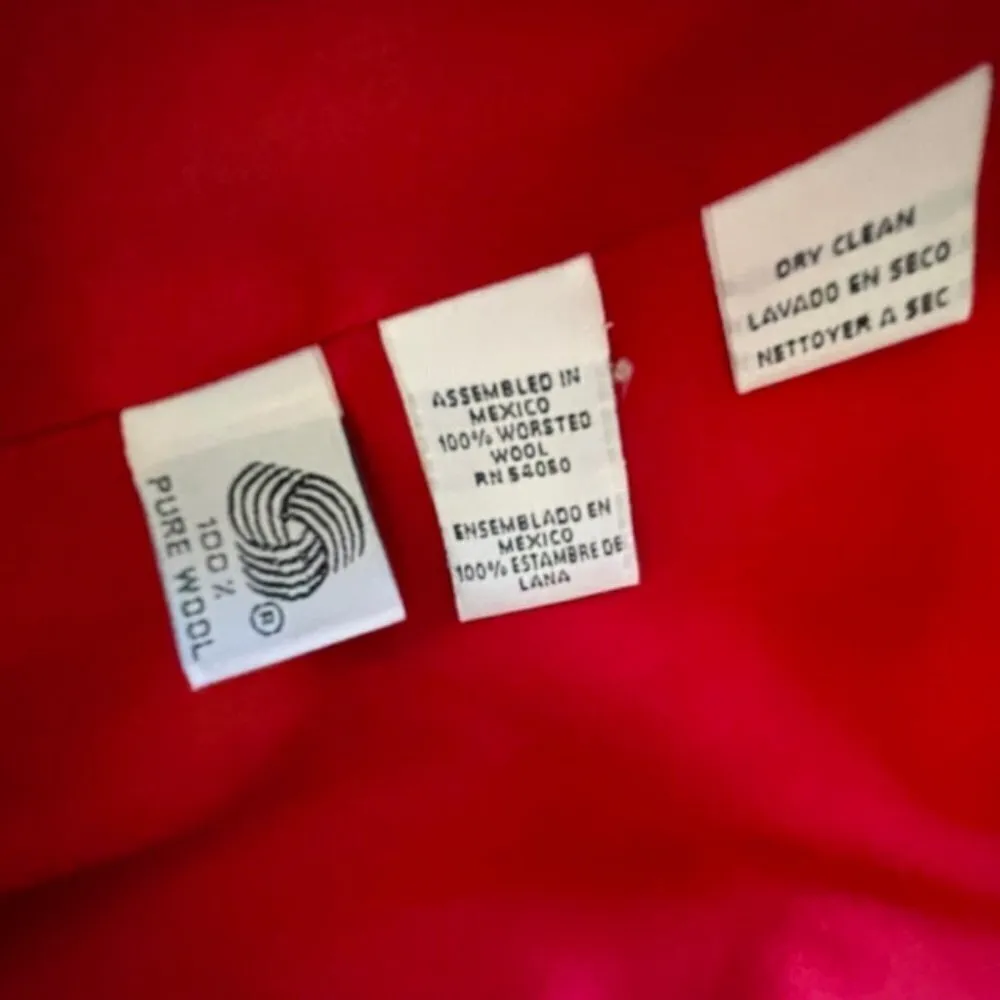 100%
PURE WOOL
®
ASSEMBLED IN
MEXICO
100% WORSTED
WOOL
RN 54050
ENSEMBLADO EN
MEXICO
100% ESTAMBRE DE
LANA
DRY CLEAN
LAVADO EN SECO
NETTOYER A SEC